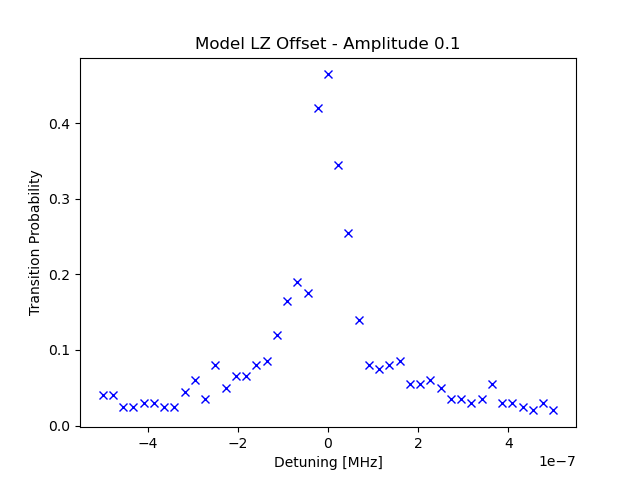 Model LZ Offset - Amplitude 0.1
Transition Probability
0.4
0.3
0.2
0.1
0.0
−4
−2
0
2
4
1e−7
Detuning [MHz]